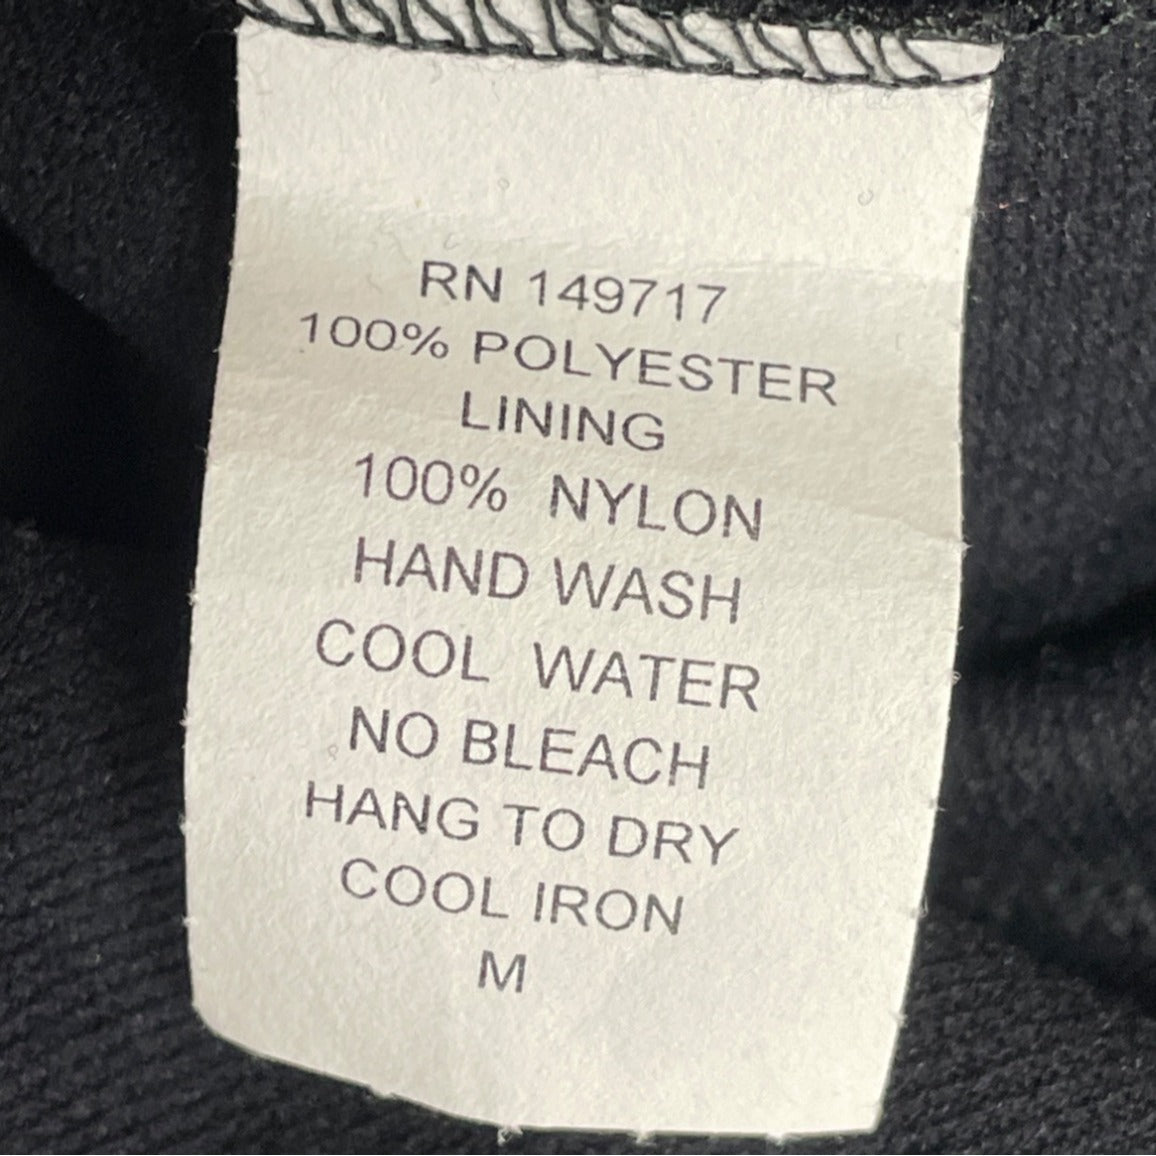 RN 149717
100% POLYESTER
LINING
100% NYLON
HAND WASH
COOL WATER
NO BLEACH
HANG TO DRY
COOL IRON
M